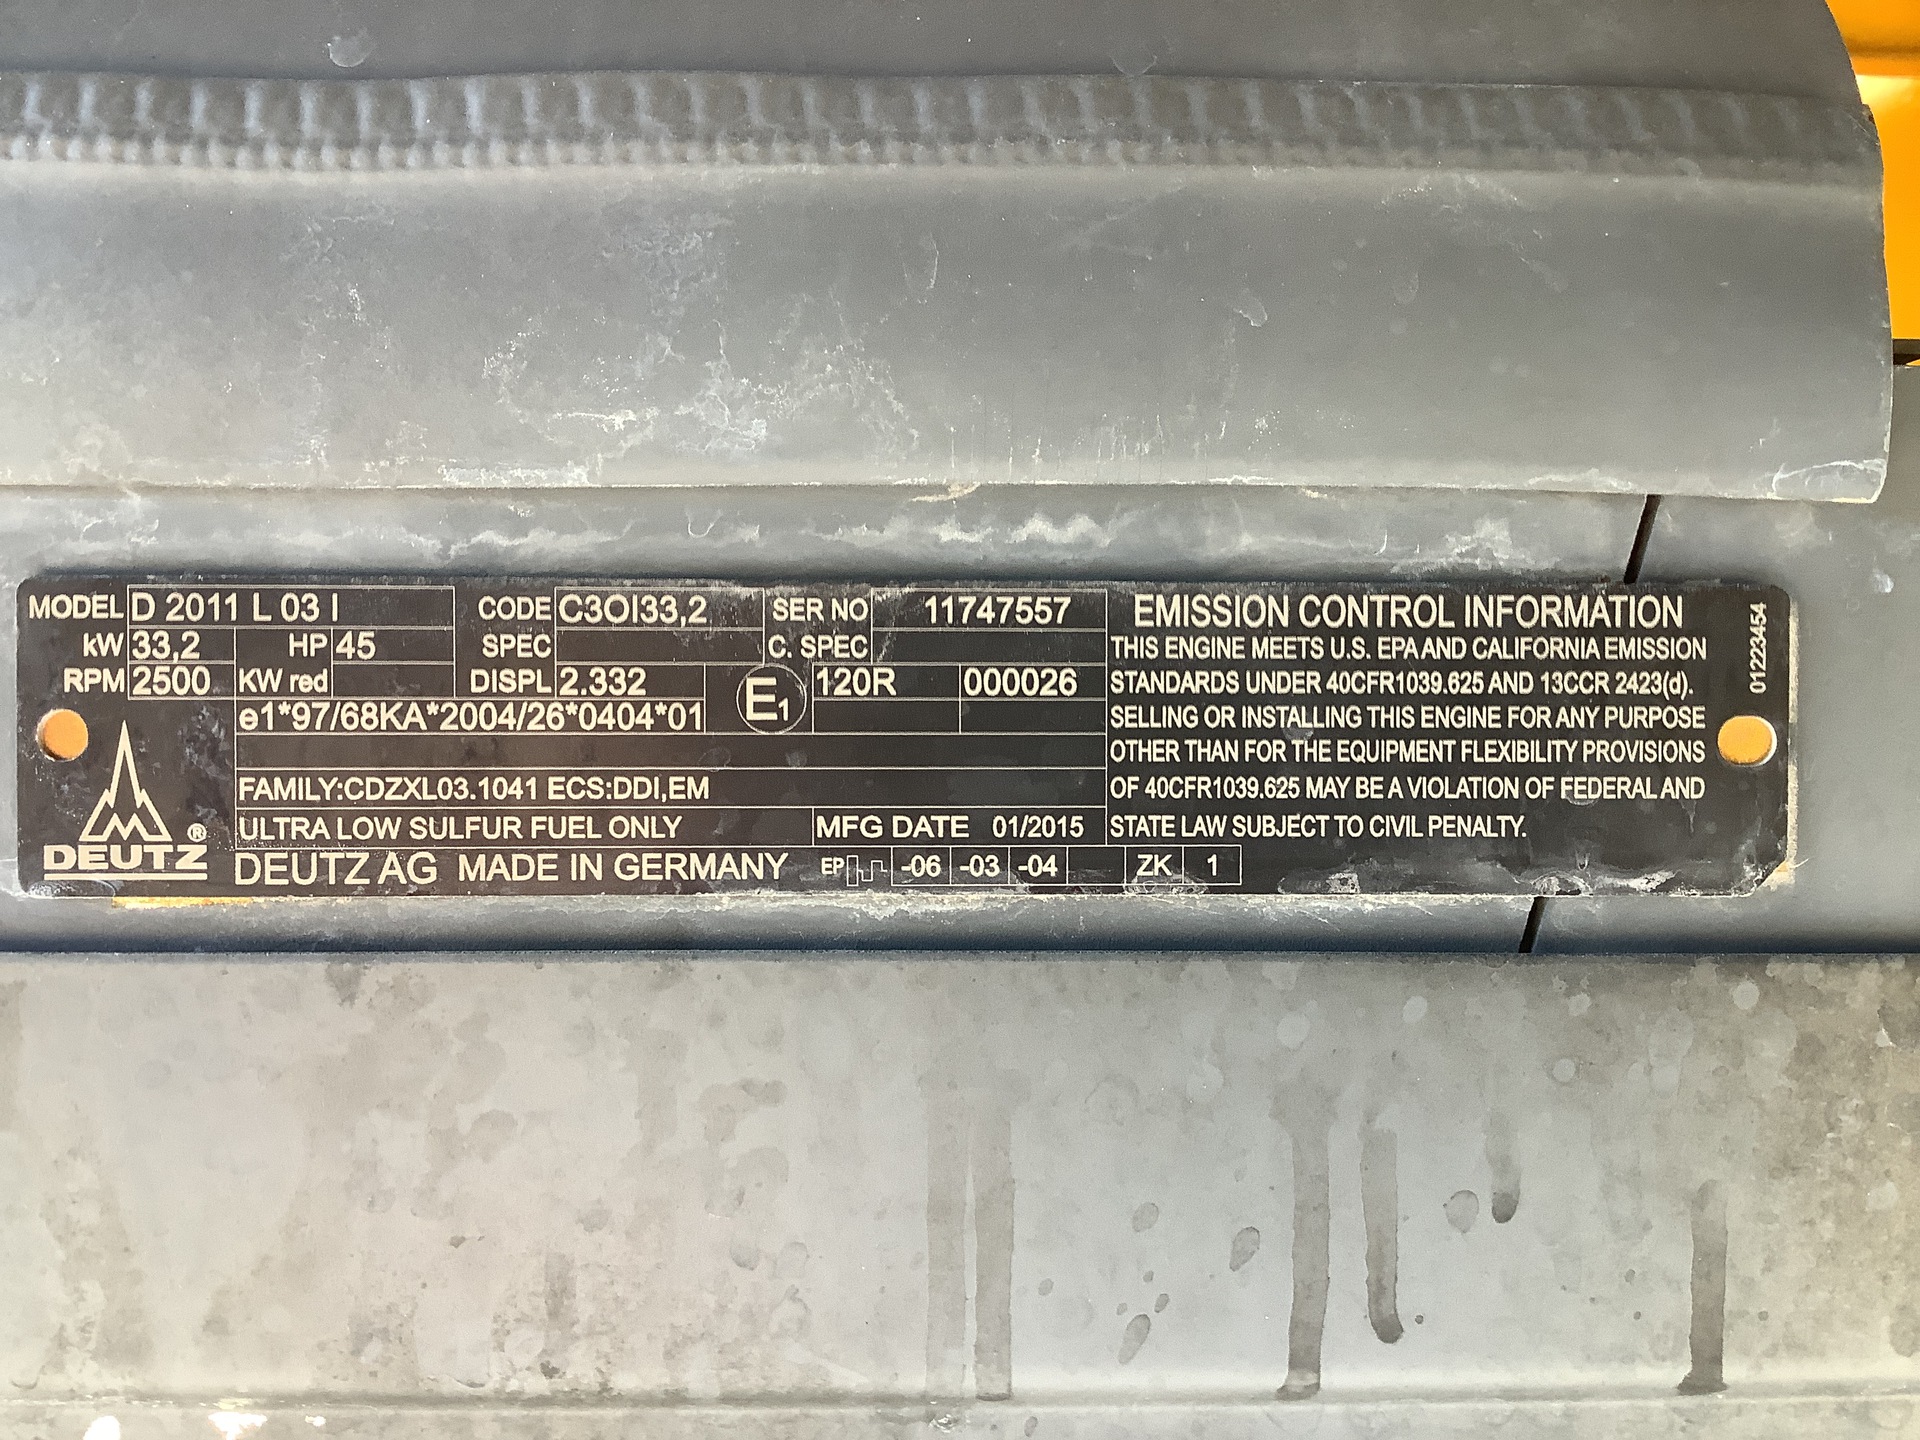 MODEL D 2011 L 03 I CODE C3OI33,2 SER NO 11747557
kW 33,2 HP 45 SPEC C. SPEC
RPM 2500 KW red DISPL 2.332 E1 120R 000026
e1*97/68KA*2004/26*0404*01
FAMILY:CDZXL03.1041 ECS:DDI,EM
ULTRA LOW SULFUR FUEL ONLY MFG DATE 01/2015
DEUTZ ®
DEUTZ AG MADE IN GERMANY EP -06 -03 -04 ZK 1
EMISSION CONTROL INFORMATION
THIS ENGINE MEETS U.S. EPA AND CALIFORNIA EMISSION
STANDARDS UNDER 40CFR1039.625 AND 13CCR 2423(d).
SELLING OR INSTALLING THIS ENGINE FOR ANY PURPOSE
OTHER THAN FOR THE EQUIPMENT FLEXIBILITY PROVISIONS
OF 40CFR1039.625 MAY BE A VIOLATION OF FEDERAL AND
STATE LAW SUBJECT TO CIVIL PENALTY.
01223454